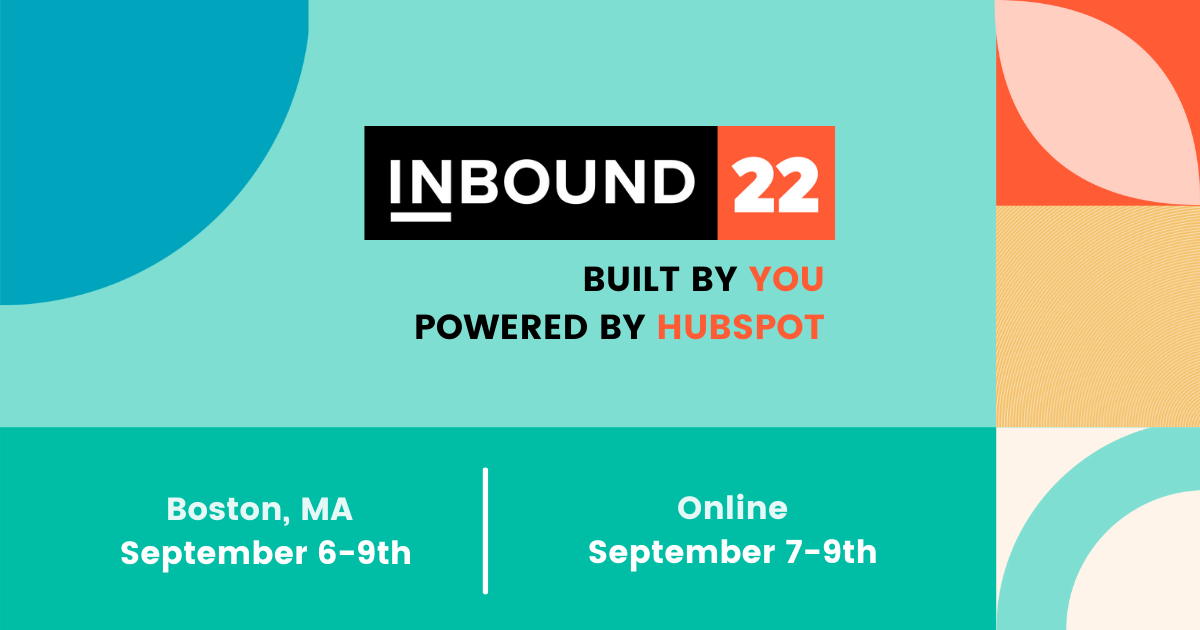 INBOUND 22
BUILT BY YOU
POWERED BY HUBSPOT
Boston, MA
September 6-9th
Online
September 7-9th